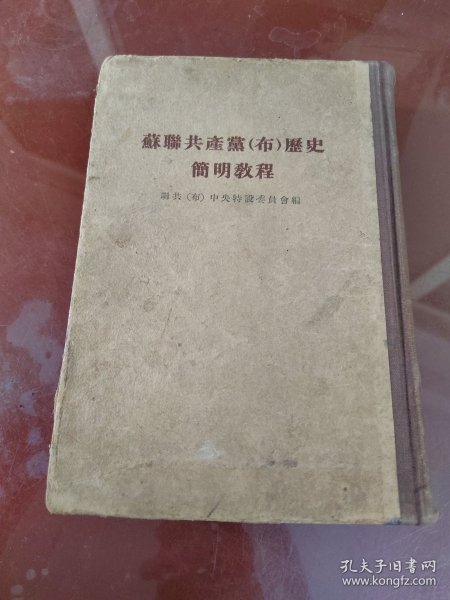 蘇聯共產黨(布)歷史
簡明教程
聯共(布)中央特設委員會編
孔夫子旧书网
www.kongfz.com